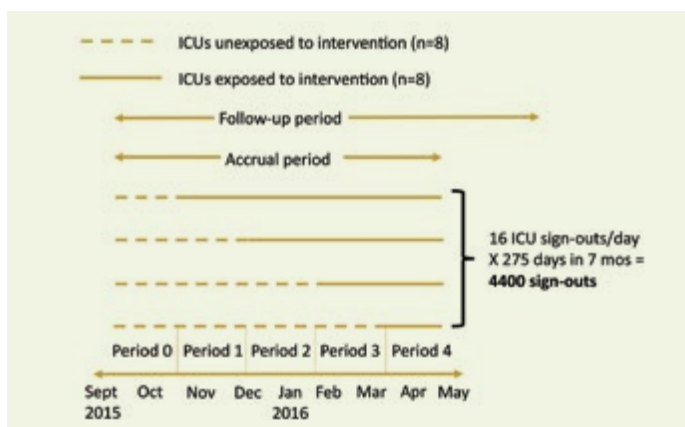 ICUs unexposed to intervention (n=8)
ICUs exposed to intervention (n=8)
Follow-up period
Accrual period
16 ICU sign-outs/day
X 275 days in 7 mos =
4400 sign-outs
Period 0 Period 1 Period 2 Period 3 Period 4
Sept Oct Nov Dec Jan Feb Mar Apr May
2015 2016